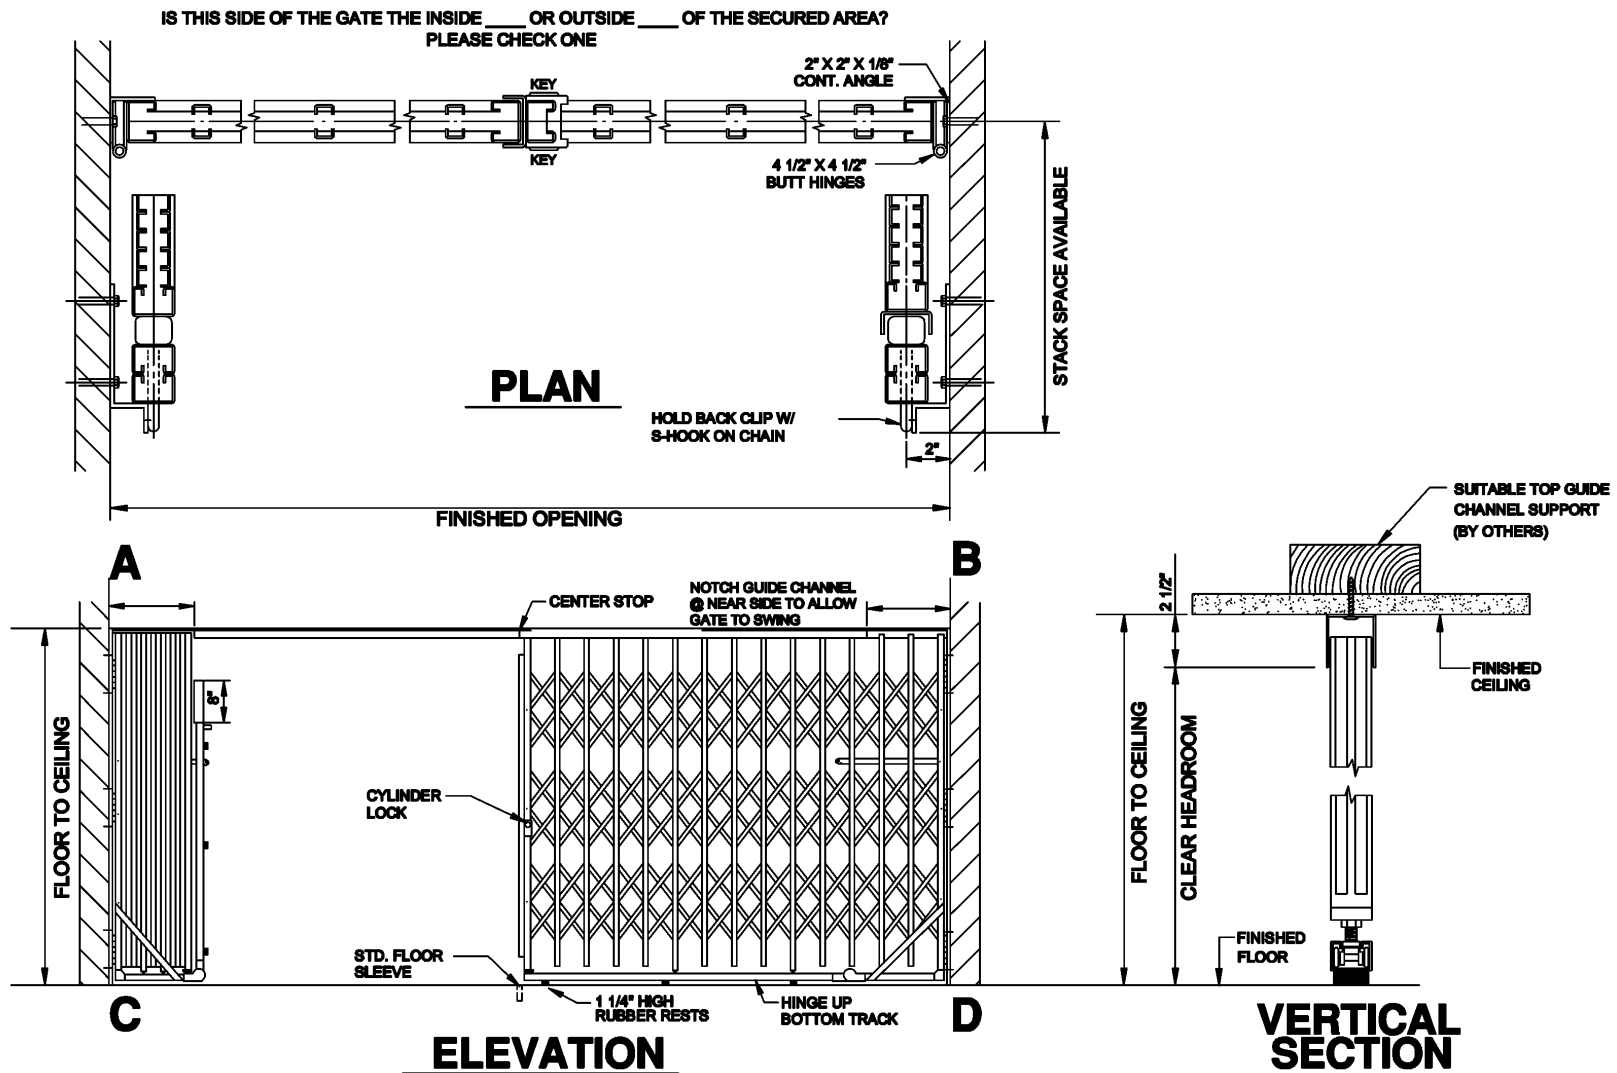 IS THIS SIDE OF THE GATE THE INSIDE ____ OR OUTSIDE ____ OF THE SECURED AREA?
PLEASE CHECK ONE
2" X 2" X 1/8"
CONT. ANGLE
KEY
KEY
4 1/2" X 4 1/2"
BUTT HINGES
STACK SPACE AVAILABLE
PLAN
HOLD BACK CLIP W/
S-HOOK ON CHAIN
2"
FINISHED OPENING
A
B
SUITABLE TOP GUIDE
CHANNEL SUPPORT
(BY OTHERS)
CENTER STOP
NOTCH GUIDE CHANNEL
@ NEAR SIDE TO ALLOW
GATE TO SWING
2 1/2"
FINISHED
CEILING
8"
FLOOR TO CEILING
FLOOR TO CEILING
CLEAR HEADROOM
CYLINDER
LOCK
FINISHED
FLOOR
STD. FLOOR
SLEEVE
1 1/4" HIGH
RUBBER RESTS
HINGE UP
BOTTOM TRACK
C
D
ELEVATION
VERTICAL
SECTION